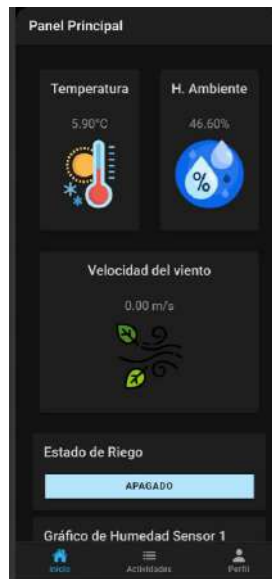 Panel Principal
Temperatura
5.90°C
H. Ambiente
46.60%
%
Velocidad del viento
0.00 m/s
Estado de Riego
APAGADO
Gráfico de Humedad Sensor 1
Inicio
Actividades
Perfil